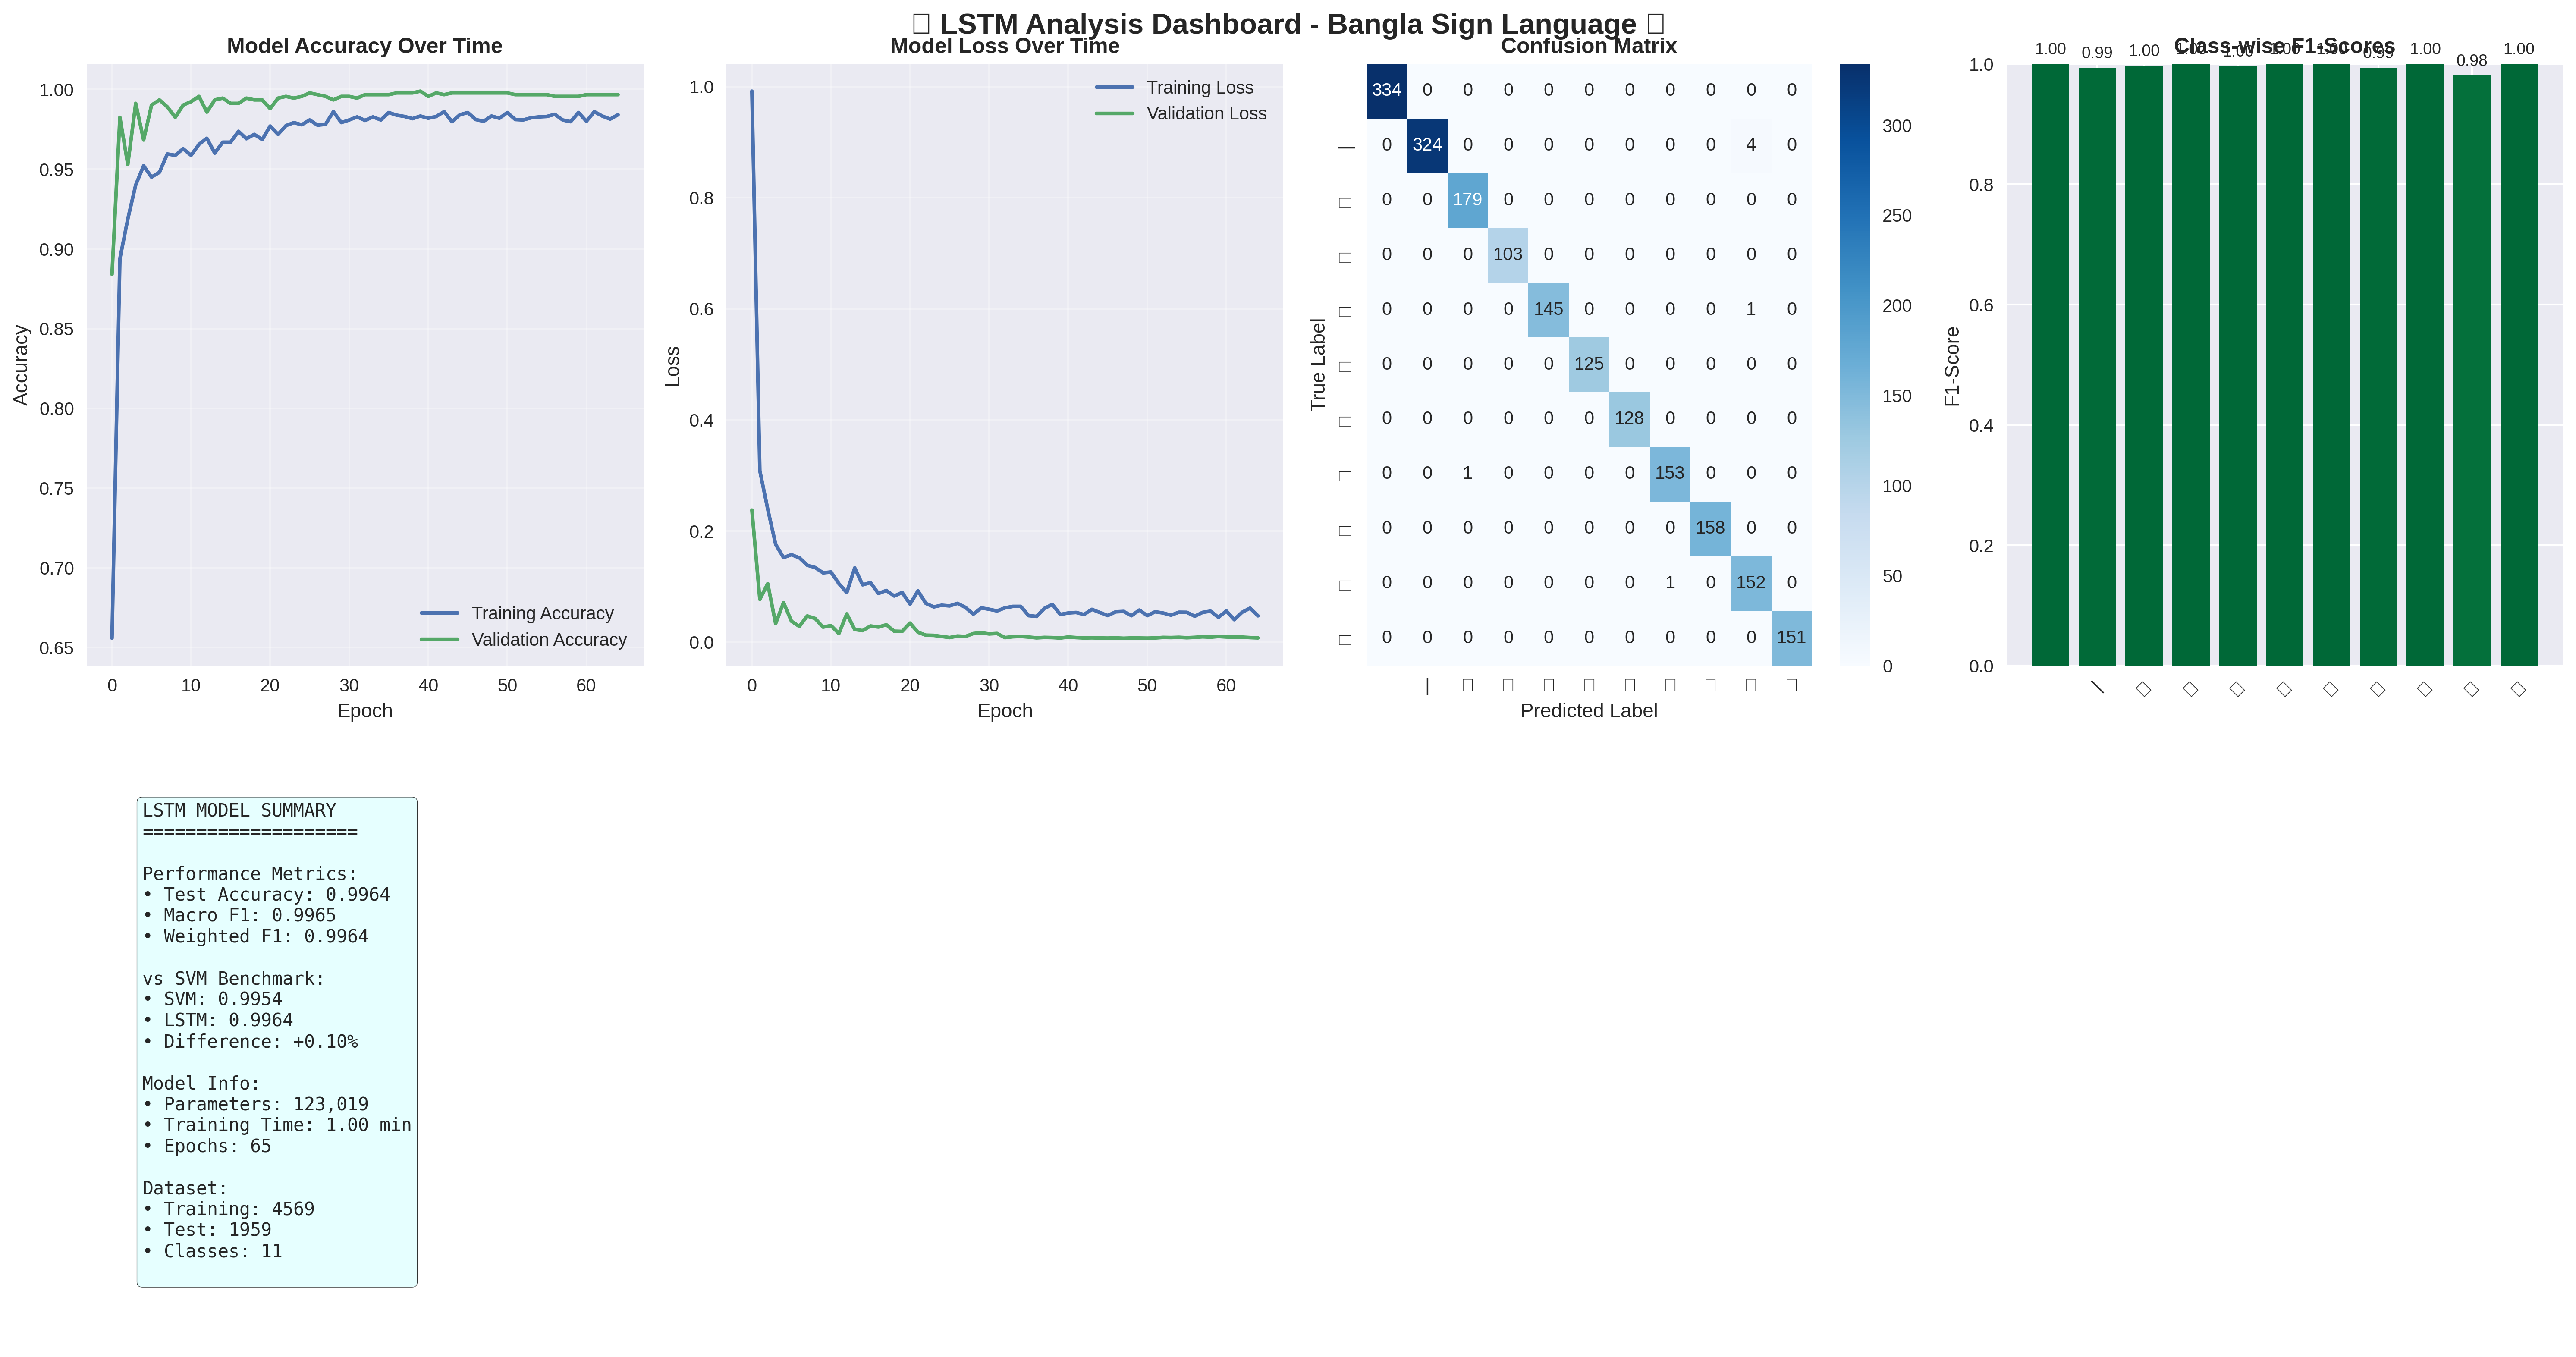 LSTM Analysis Dashboard - Bangla Sign Language
Model Accuracy Over Time
1.00
0.95
0.90
0.85
0.80
0.75
0.70
0.65
Accuracy
Training Accuracy
Validation Accuracy
0 10 20 30 40 50 60
Epoch
Model Loss Over Time
1.0
0.8
0.6
0.4
0.2
0.0
Loss
Training Loss
Validation Loss
0 10 20 30 40 50 60
Epoch
Confusion Matrix
True Label
334 0 0 0 0 0 0 0 0 0 0
0 324 0 0 0 0 0 0 0 4 0
0 0 179 0 0 0 0 0 0 0 0
0 0 0 103 0 0 0 0 0 0 0
0 0 0 0 145 0 0 0 0 1 0
0 0 0 0 0 125 0 0 0 0 0
0 0 0 0 0 0 128 0 0 0 0
0 0 1 0 0 0 0 153 0 0 0
0 0 0 0 0 0 0 0 158 0 0
0 0 0 0 0 0 0 1 0 152 0
0 0 0 0 0 0 0 0 0 0 151
Predicted Label
300
250
200
150
100
50
0
Class-wise F1-Scores
1.00 0.99 1.00 1.00 1.00 1.00 1.00 0.99 1.00 0.98 1.00
1.0
0.8
0.6
0.4
0.2
0.0
F1-Score
LSTM MODEL SUMMARY
====================
Performance Metrics:
• Test Accuracy: 0.9964
• Macro F1: 0.9965
• Weighted F1: 0.9964
vs SVM Benchmark:
• SVM: 0.9954
• LSTM: 0.9964
• Difference: +0.10%
Model Info:
• Parameters: 123,019
• Training Time: 1.00 min
• Epochs: 65
Dataset:
• Training: 4569
• Test: 1959
• Classes: 11